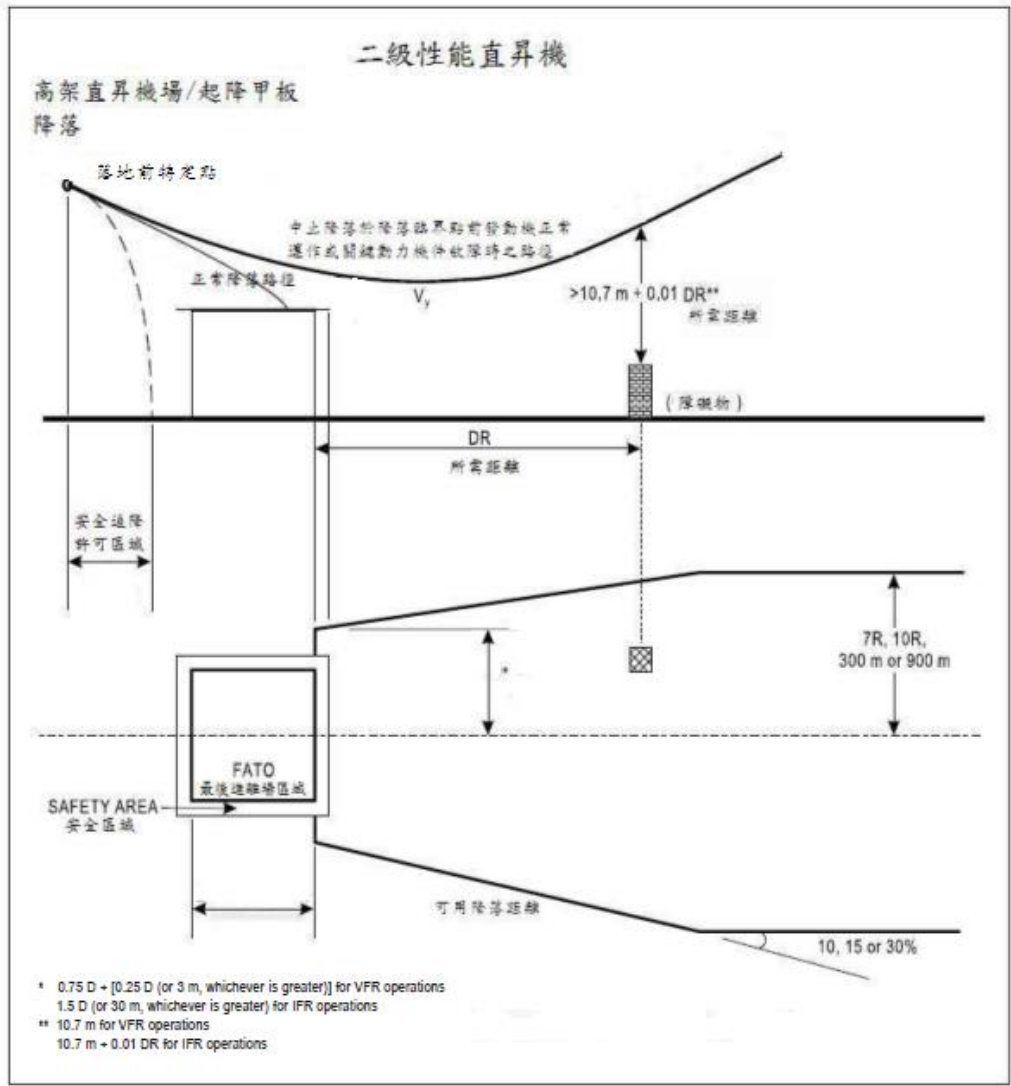 二級性能直昇機
高架直昇機場/起降甲板
降落
落地前特定點
中止降落於降落臨界點前發動機正常
運作或關鍵動力機件故障時之路徑
正常降落路徑
Vy
>10.7 m + 0.01 DR**
所需距離
(障礙物)
DR
所需距離
安全迫降
許可區域
*
7R, 10R,
300 m or 900 m
FATO
最後進離場區域
SAFETY AREA
安全區域
可用降落距離
10, 15 or 30%
* 0.75 D + [0.25 D (or 3 m, whichever is greater)] for VFR operations
1.5 D (or 30 m, whichever is greater) for IFR operations
** 10.7 m for VFR operations
10.7 m + 0.01 DR for IFR operations